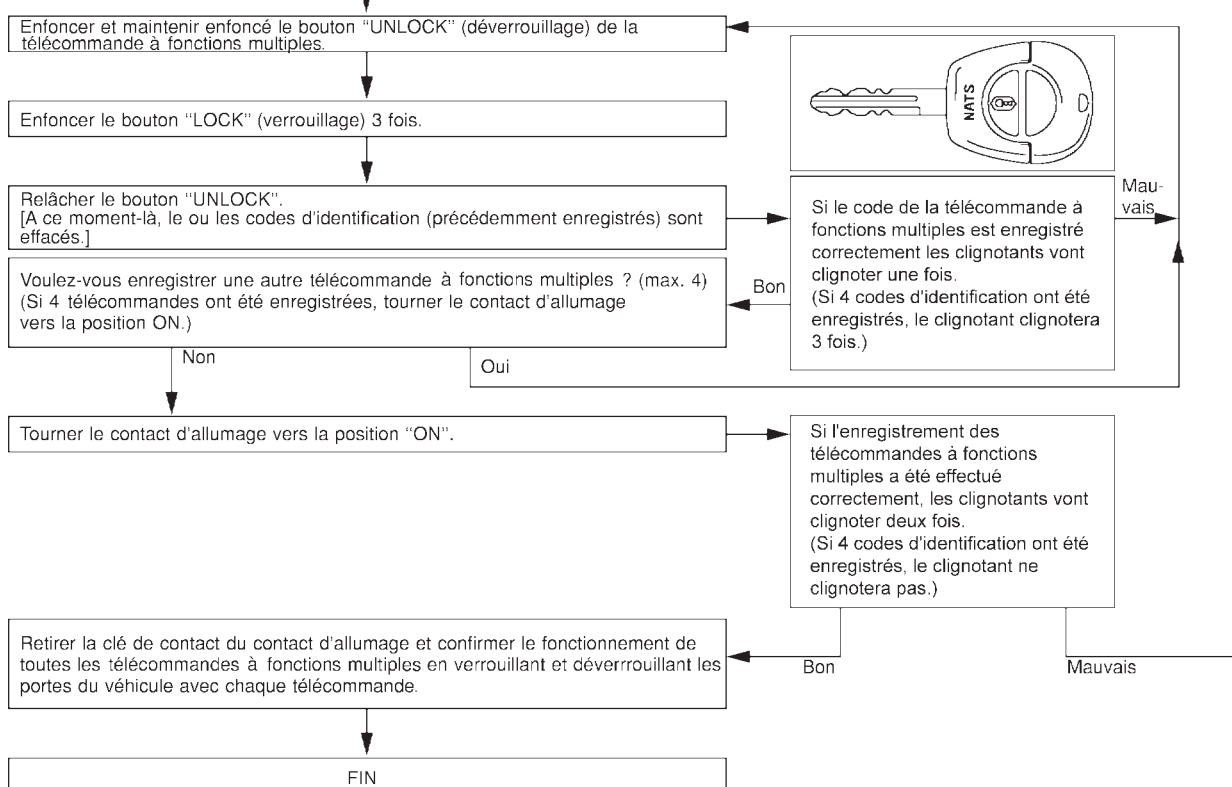 Enfoncer et maintenir enfoncé le bouton “UNLOCK” (déverrouillage) de la
télécommande à fonctions multiples.
NATS
Enfoncer le bouton “LOCK” (verrouillage) 3 fois.
Relâcher le bouton “UNLOCK”.
[A ce moment-là, le ou les codes d'identification (précédemment enregistrés) sont
effacés.]
Si le code de la télécommande à
fonctions multiples est enregistré
correctement les clignotants vont
clignoter une fois.
(Si 4 codes d'identification ont été
enregistrés, le clignotant clignotera
3 fois.)
Mau-
vais
Voulez-vous enregistrer une autre télécommande à fonctions multiples ? (max. 4)
(Si 4 télécommandes ont été enregistrées, tourner le contact d'allumage
vers la position ON.)
Bon
Non
Oui
Tourner le contact d'allumage vers la position “ON”.
Si l'enregistrement des
télécommandes à fonctions
multiples a été effectué
correctement, les clignotants vont
clignoter deux fois.
(Si 4 codes d'identification ont été
enregistrés, le clignotant ne
clignotera pas.)
Retirer la clé de contact du contact d'allumage et confirmer le fonctionnement de
toutes les télécommandes à fonctions multiples en verrouillant et déverrrouillant les
portes du véhicule avec chaque télécommande.
Bon
Mauvais
FIN